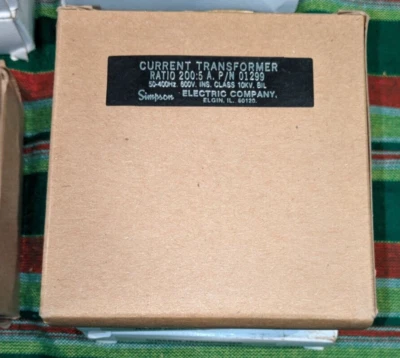 CURRENT TRANSFORMER
RATIO 200:5 A. P/N 01299
50-400Hz. 600V. INS. CLASS 10KV. BIL
Simpson ELECTRIC COMPANY.
ELGIN, IL. 60120.